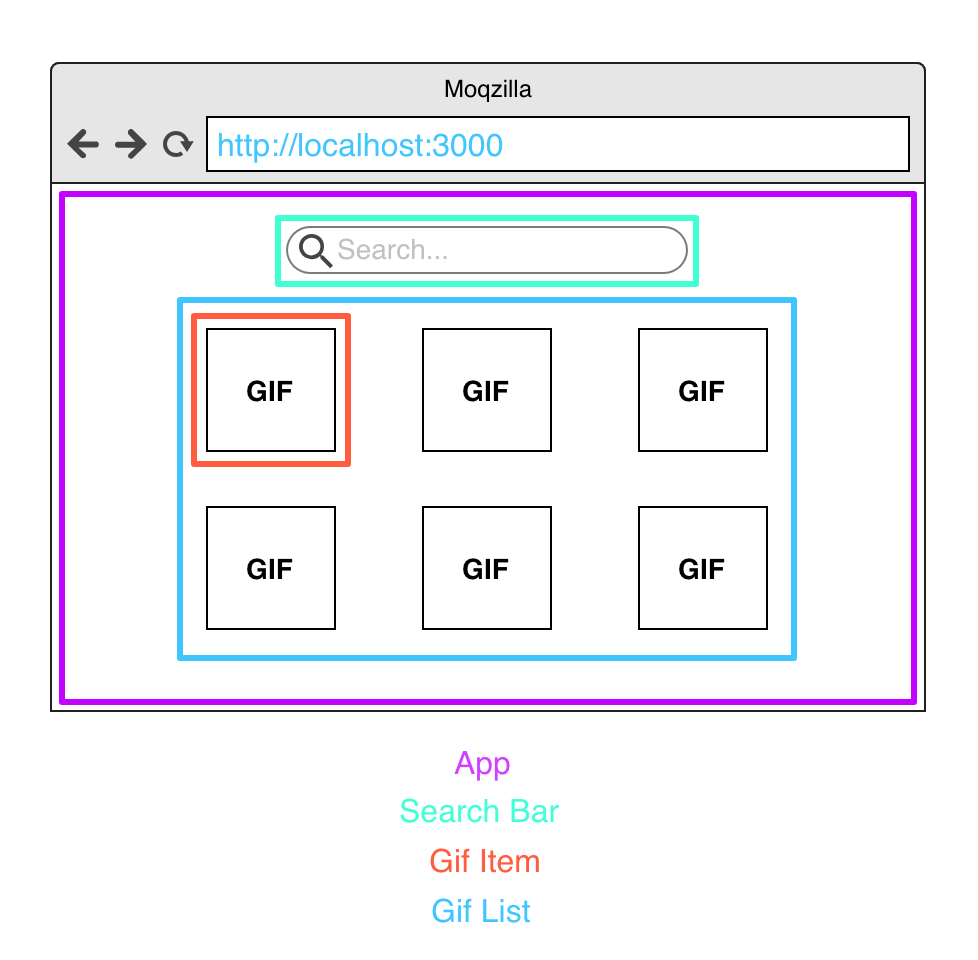 Moqzilla
http://localhost:3000
Search...
GIF GIF GIF
GIF GIF GIF
App
Search Bar
Gif Item
Gif List